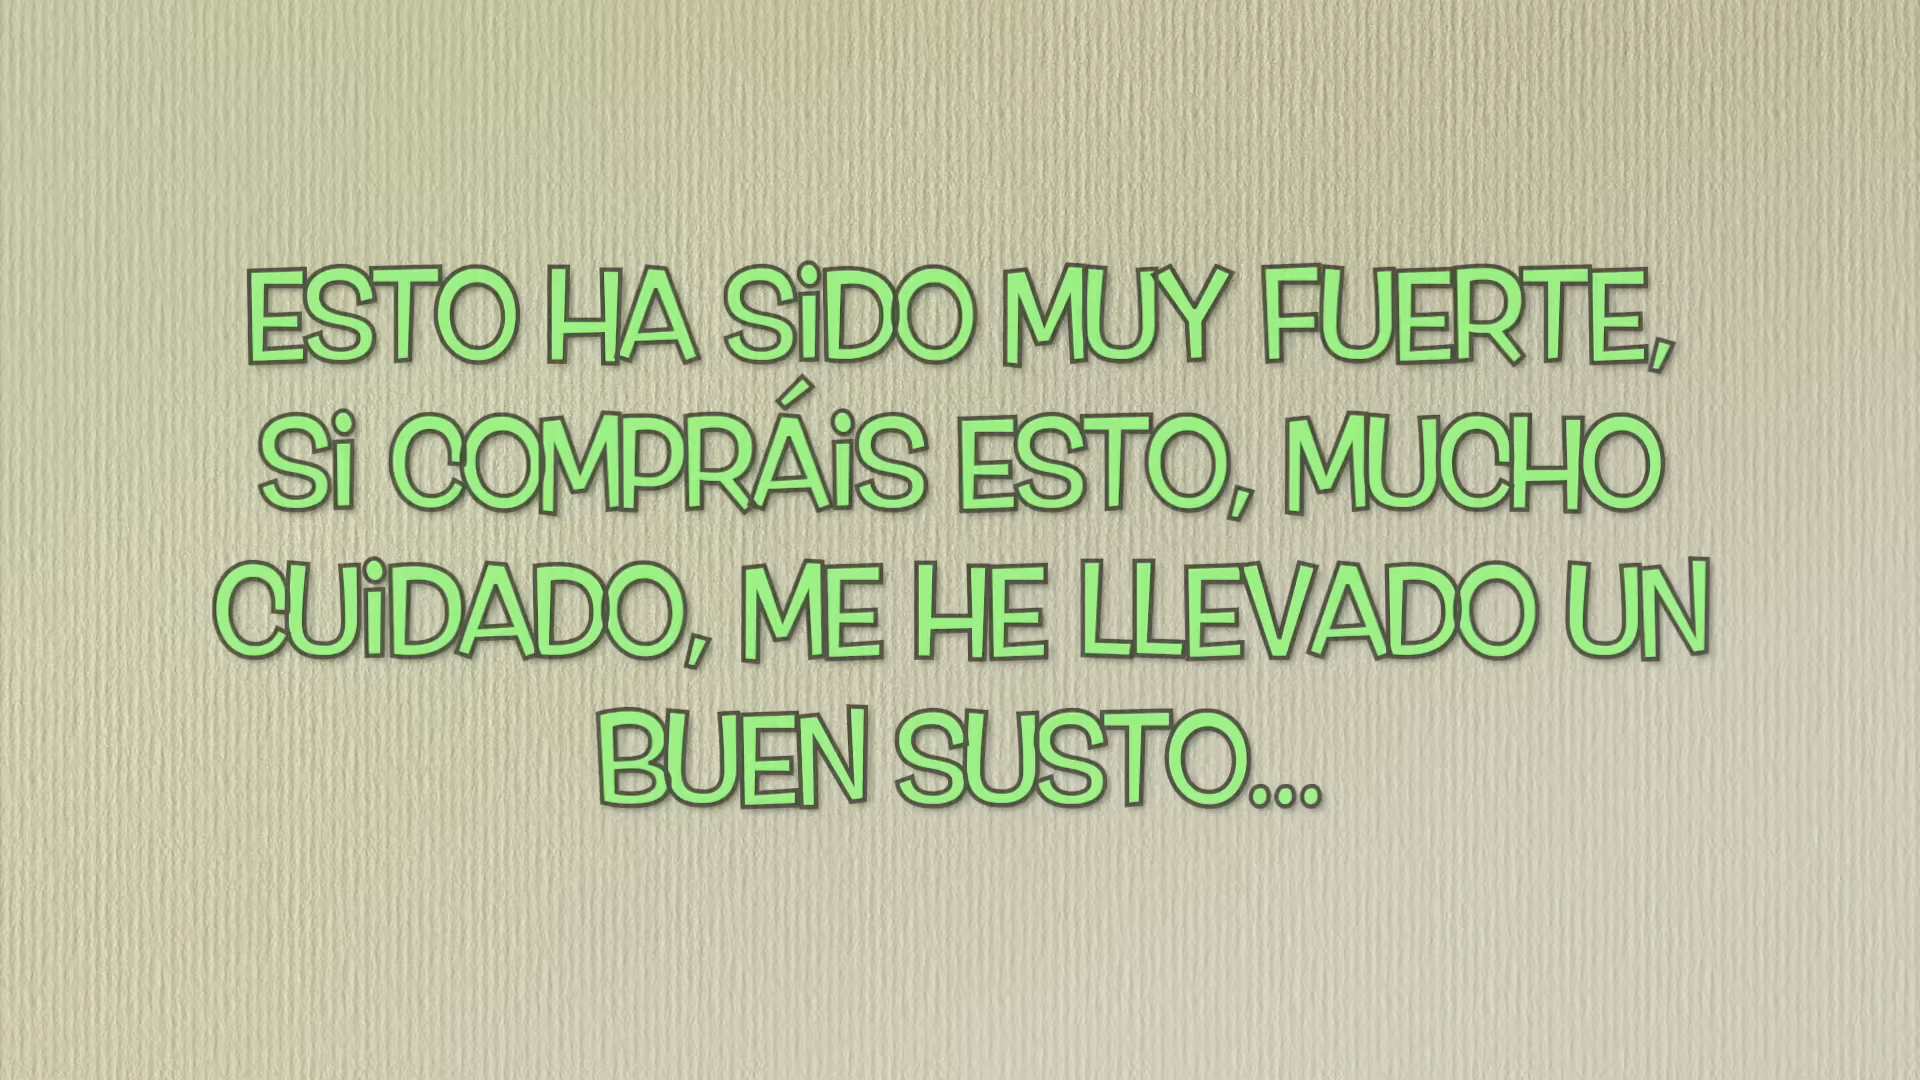 ESTO HA SiDO MUY FUERTE,
Si COMPRÁiS ESTO, MUCHO
CUiDADO, ME HE LLEVADO UN
BUEN SUSTO...